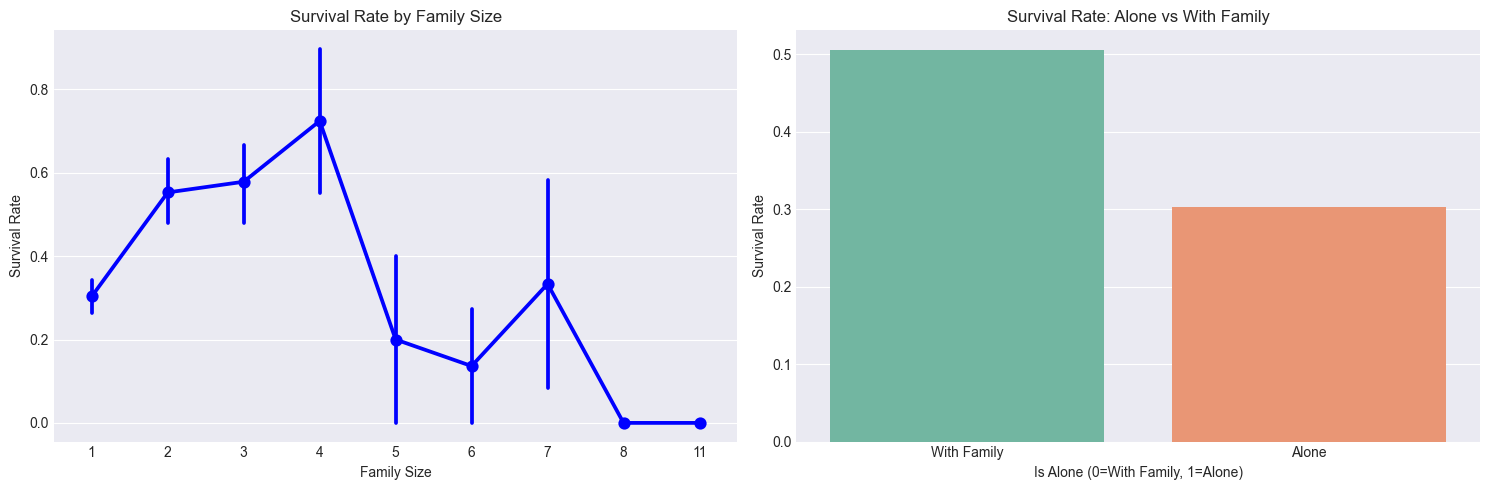 Survival Rate by Family Size
Survival Rate
0.8
0.6
0.4
0.2
0.0
1 2 3 4 5 6 7 8 11
Family Size
Survival Rate: Alone vs With Family
Survival Rate
0.5
0.4
0.3
0.2
0.1
0.0
With Family Alone
Is Alone (0=With Family, 1=Alone)